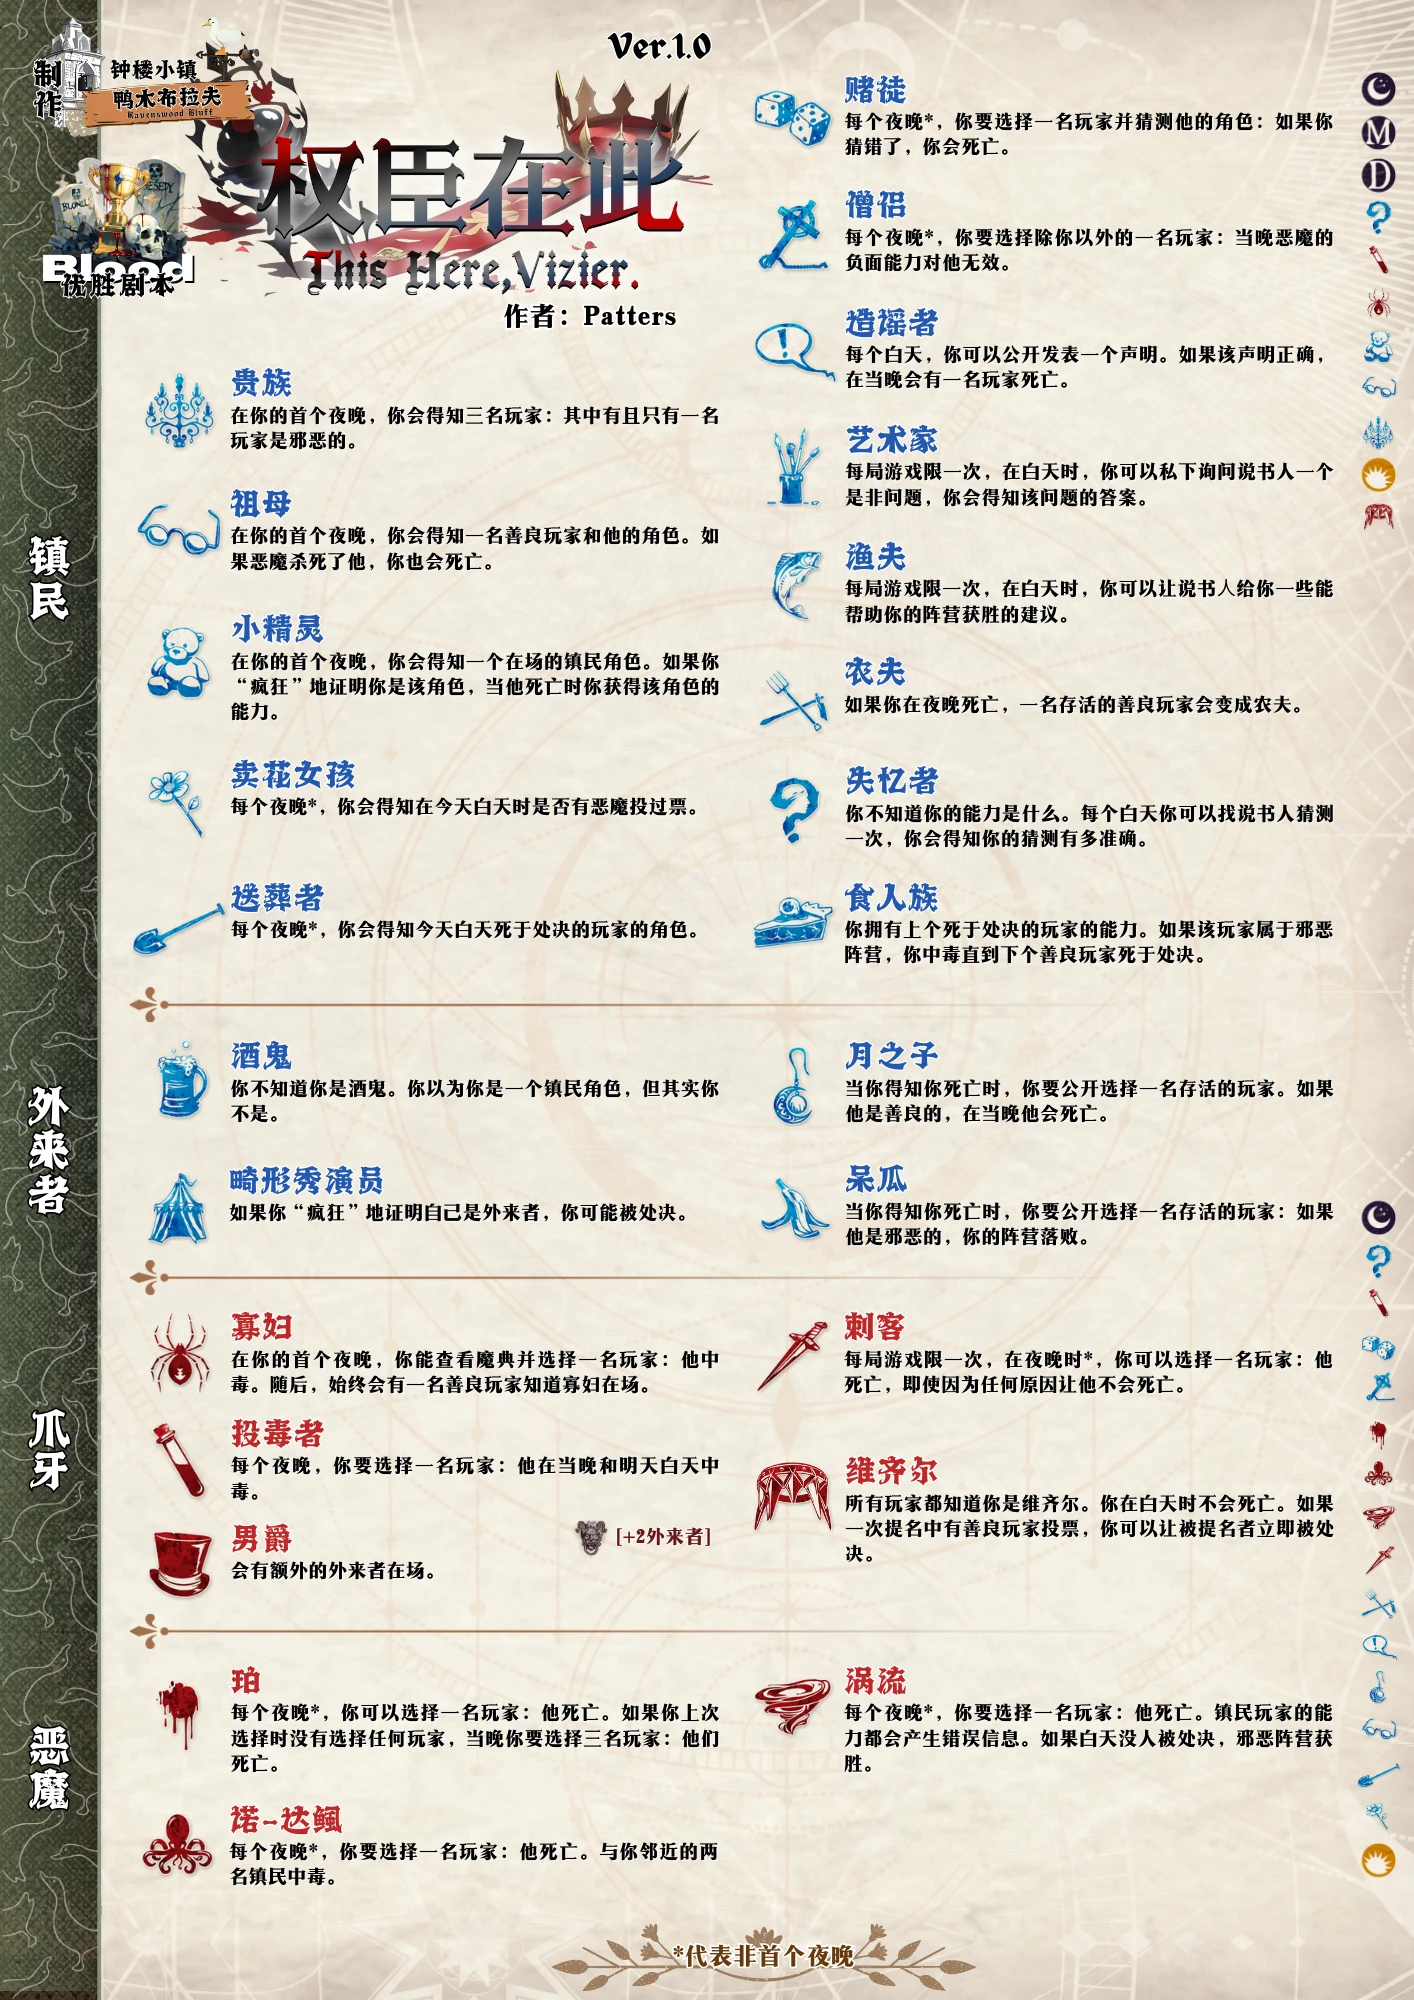 制作
钟楼小镇
鸦木布拉夫
Ravenswood Bluff
Blood
优胜剧本
Ver.1.0
权臣在此
This Here,Vizier.
作者：Patters
镇民
贵族
在你的首个夜晚，你会得知三名玩家：其中有且只有一名
玩家是邪恶的。
祖母
在你的首个夜晚，你会得知一名善良玩家和他的角色。如
果恶魔杀死了他，你也会死亡。
小精灵
在你的首个夜晚，你会得知一个在场的镇民角色。如果你
“疯狂”地证明你是该角色，当他死亡时你获得该角色的
能力。
卖花女孩
每个夜晚*，你会得知在今天白天时是否有恶魔投过票。
送葬者
每个夜晚*，你会得知今天白天死于处决的玩家的角色。
赌徒
每个夜晚*，你要选择一名玩家并猜测他的角色：如果你
猜错了，你会死亡。
僧侣
每个夜晚*，你要选择除你以外的一名玩家：当晚恶魔的
负面能力对他无效。
造谣者
每个白天，你可以公开发表一个声明。如果该声明正确，
在当晚会有一名玩家死亡。
艺术家
每局游戏限一次，在白天时，你可以私下询问说书人一个
是非问题，你会得知该问题的答案。
渔夫
每局游戏限一次，在白天时，你可以让说书人给你一些能
帮助你的阵营获胜的建议。
农夫
如果你在夜晚死亡，一名存活的善良玩家会变成农夫。
失忆者
你不知道你的能力是什么。每个白天你可以找说书人猜测
一次，你会得知你的猜测有多准确。
食人族
你拥有上个死于处决的玩家的能力。如果该玩家属于邪恶
阵营，你中毒直到下个善良玩家死于处决。
外来者
酒鬼
你不知道你是酒鬼。你以为你是一个镇民角色，但其实你
不是。
畸形秀演员
如果你“疯狂”地证明自己是外来者，你可能被处决。
月之子
当你得知你死亡时，你要公开选择一名存活的玩家。如果
他是善良的，在当晚他会死亡。
呆瓜
当你得知你死亡时，你要公开选择一名存活的玩家：如果
他是邪恶的，你的阵营落败。
爪牙
寡妇
在你的首个夜晚，你能查看魔典并选择一名玩家：他中
毒。随后，始终会有一名善良玩家知道寡妇在场。
投毒者
每个夜晚，你要选择一名玩家：他在当晚和明天白天中
毒。
男爵
会有额外的外来者在场。
[+2外来者]
刺客
每局游戏限一次，在夜晚时*，你可以选择一名玩家：他
死亡，即使因为任何原因让他不会死亡。
维齐尔
所有玩家都知道你是维齐尔。你在白天时不会死亡。如果
一次提名中有善良玩家投票，你可以让被提名者立即被处
决。
恶魔
珀
每个夜晚*，你可以选择一名玩家：他死亡。如果你上次
选择时没有选择任何玩家，当晚你要选择三名玩家：他们
死亡。
诺-达鲺
每个夜晚*，你要选择一名玩家：他死亡。与你邻近的两
名镇民中毒。
涡流
每个夜晚*，你要选择一名玩家：他死亡。镇民玩家的能
力都会产生错误信息。如果白天没人被处决，邪恶阵营获
胜。
M
D
*代表非首个夜晚